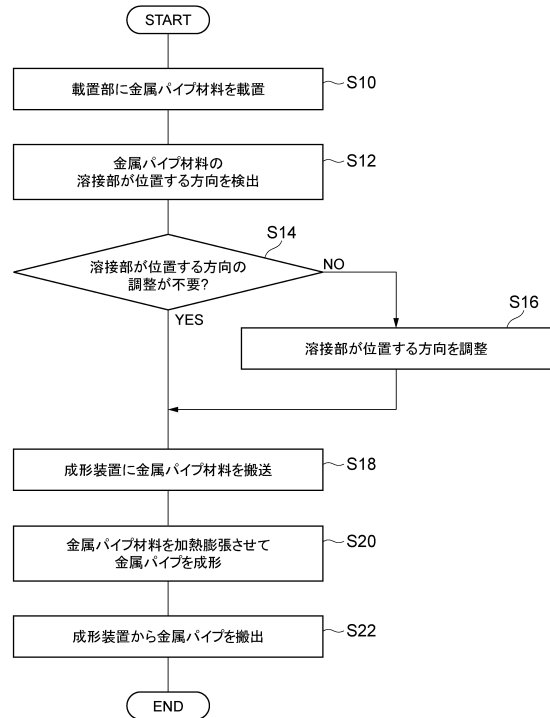 START
載置部に金属パイプ材料を載置
S10
金属パイプ材料の
溶接部が位置する方向を検出
S12
S14
溶接部が位置する方向の
調整が不要?
NO
YES
S16
溶接部が位置する方向を調整
成形装置に金属パイプ材料を搬送
S18
金属パイプ材料を加熱膨張させて
金属パイプを成形
S20
成形装置から金属パイプを搬出
S22
END